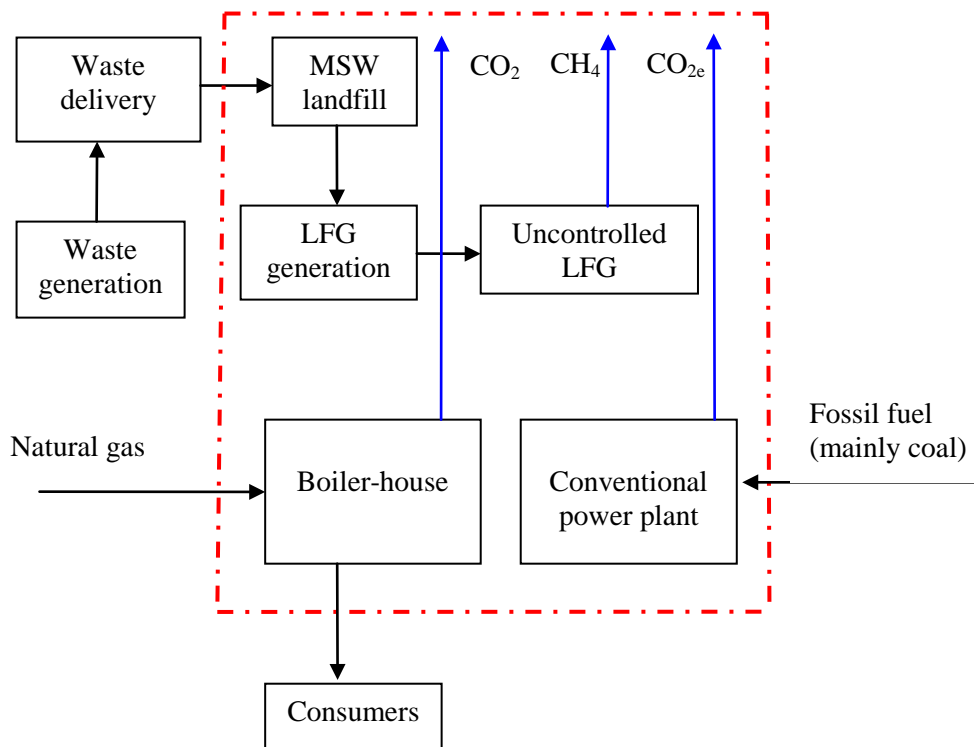 Waste
delivery
MSW
landfill
CO₂
CH₄
CO₂ₑ
Waste
generation
LFG
generation
Uncontrolled
LFG
Natural gas
Boiler-house
Conventional
power plant
Fossil fuel
(mainly coal)
Consumers